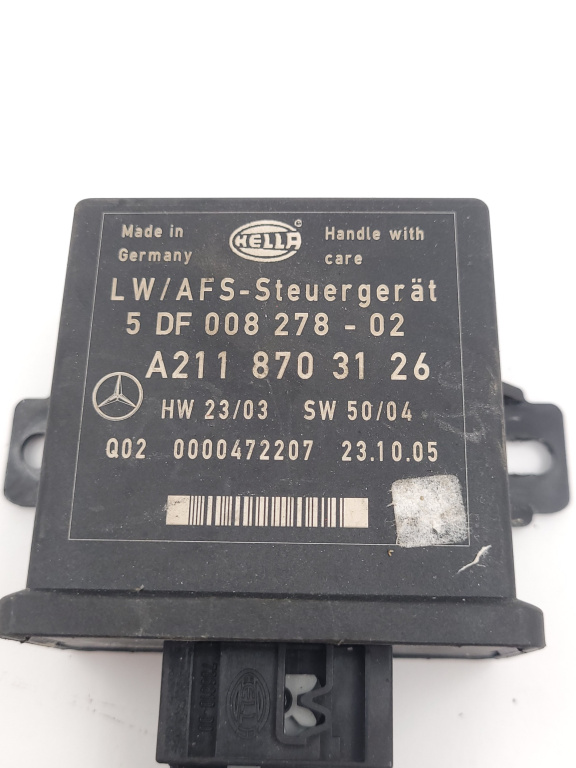 Made in
Germany
HELLA
©
Handle with
care
LW/AFS-Steuergerät
5 DF 008 278 - 02
A211 870 31 26
HW 23/03 SW 50/04
Q02 0000472207 23.10.05
HELLA